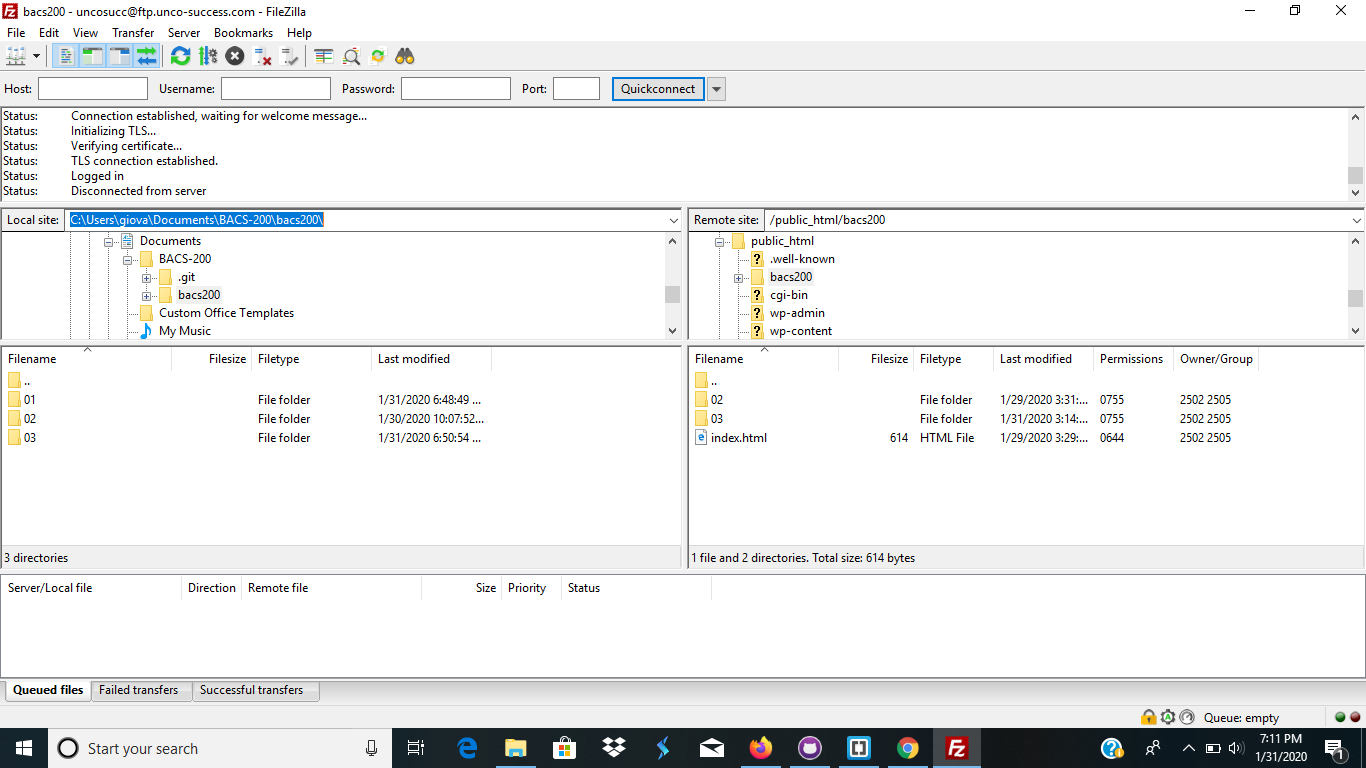 bacs200 - uncosucc@ftp.unco-success.com - FileZilla
File Edit View Transfer Server Bookmarks Help
Host: Username: Password: Port: Quickconnect
Status: Connection established, waiting for welcome message...
Status: Initializing TLS...
Status: Verifying certificate...
Status: TLS connection established.
Status: Logged in
Status: Disconnected from server
Local site: C:\Users\giova\Documents\BACS-200\bacs200\
Documents
BACS-200
.git
bacs200
Custom Office Templates
My Music
Remote site: /public_html/bacs200
public_html
.well-known
bacs200
cgi-bin
wp-admin
wp-content
Filename Filesize Filetype Last modified
..
01 File folder 1/31/2020 6:48:49 ...
02 File folder 1/30/2020 10:07:52...
03 File folder 1/31/2020 6:50:54 ...
3 directories
Filename Filesize Filetype Last modified Permissions Owner/Group
..
02 File folder 1/29/2020 3:31:... 0755 2502 2505
03 File folder 1/31/2020 3:14:... 0755 2502 2505
index.html 614 HTML File 1/29/2020 3:29:... 0644 2502 2505
1 file and 2 directories. Total size: 614 bytes
Server/Local file Direction Remote file Size Priority Status
Queued files Failed transfers Successful transfers
Queue: empty
Start your search
7:11 PM
1/31/2020
1